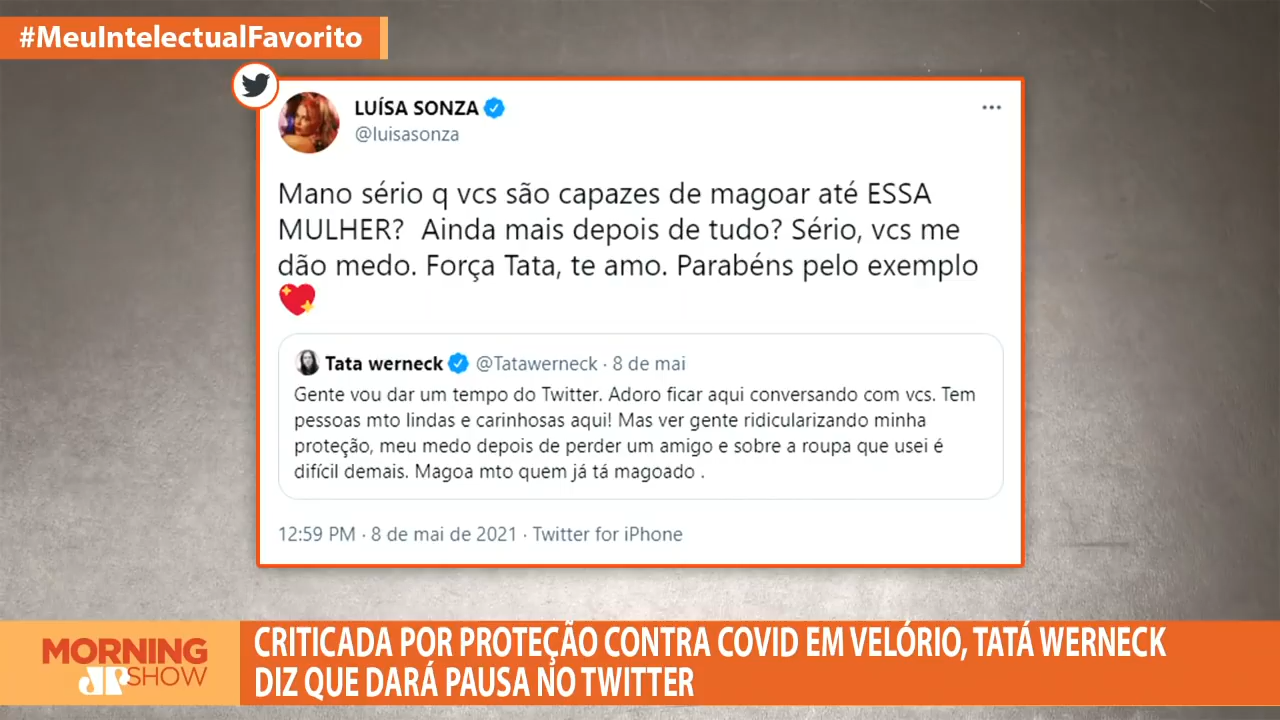 #MeuIntelectualFavorito
LUÍSA SONZA
@luisasonza
Mano sério q vcs são capazes de magoar até ESSA
MULHER?  Ainda mais depois de tudo? Sério, vcs me
dão medo. Força Tata, te amo. Parabéns pelo exemplo
💖
Tata werneck @Tatawerneck · 8 de mai
Gente vou dar um tempo do Twitter. Adoro ficar aqui conversando com vcs. Tem
pessoas mto lindas e carinhosas aqui! Mas ver gente ridicularizando minha
proteção, meu medo depois de perder um amigo e sobre a roupa que usei é
difícil demais. Magoa mto quem já tá magoado .
12:59 PM · 8 de mai de 2021 · Twitter for iPhone
MORNING
JP SHOW
CRITICADA POR PROTEÇÃO CONTRA COVID EM VELÓRIO, TATÁ WERNECK
DIZ QUE DARÁ PAUSA NO TWITTER